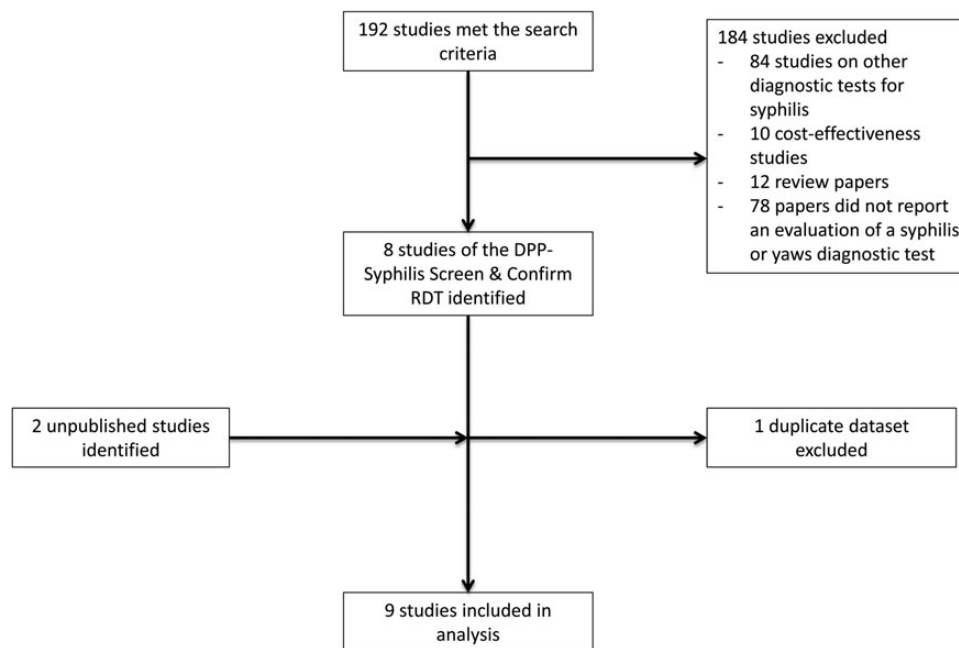 192 studies met the search
criteria
184 studies excluded
- 84 studies on other
diagnostic tests for
syphilis
- 10 cost-effectiveness
studies
- 12 review papers
- 78 papers did not report
an evaluation of a syphilis
or yaws diagnostic test
8 studies of the DPP-
Syphilis Screen & Confirm
RDT identified
2 unpublished studies
identified
1 duplicate dataset
excluded
9 studies included in
analysis